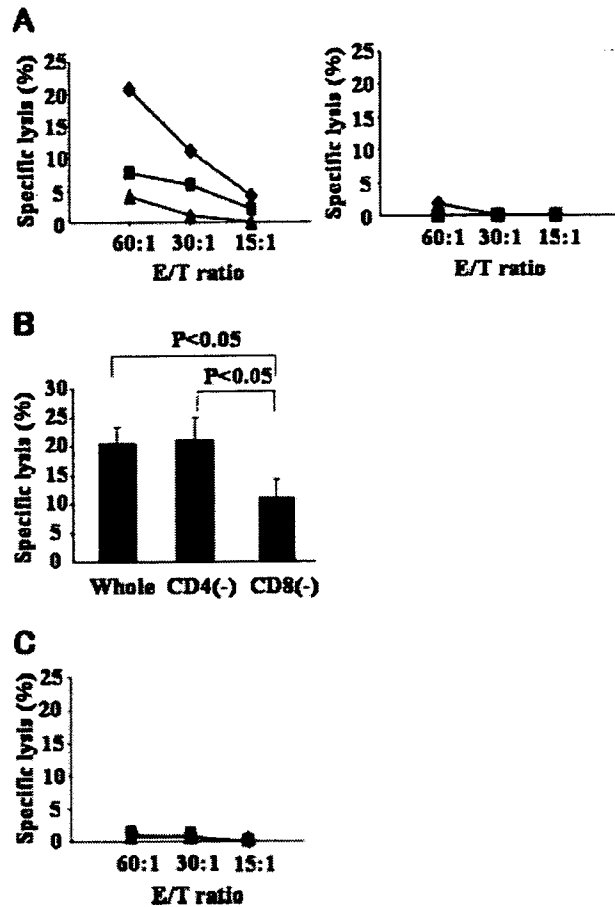 A
Specific lysis (%)
25
20
15
10
5
0
60:1 30:1 15:1
E/T ratio
Specific lysis (%)
25
20
15
10
5
0
60:1 30:1 15:1
E/T ratio
B
P<0.05
P<0.05
Specific lysis (%)
30
25
20
15
10
5
0
Whole CD4(-) CD8(-)
C
Specific lysis (%)
25
20
15
10
5
0
60:1 30:1 15:1
E/T ratio